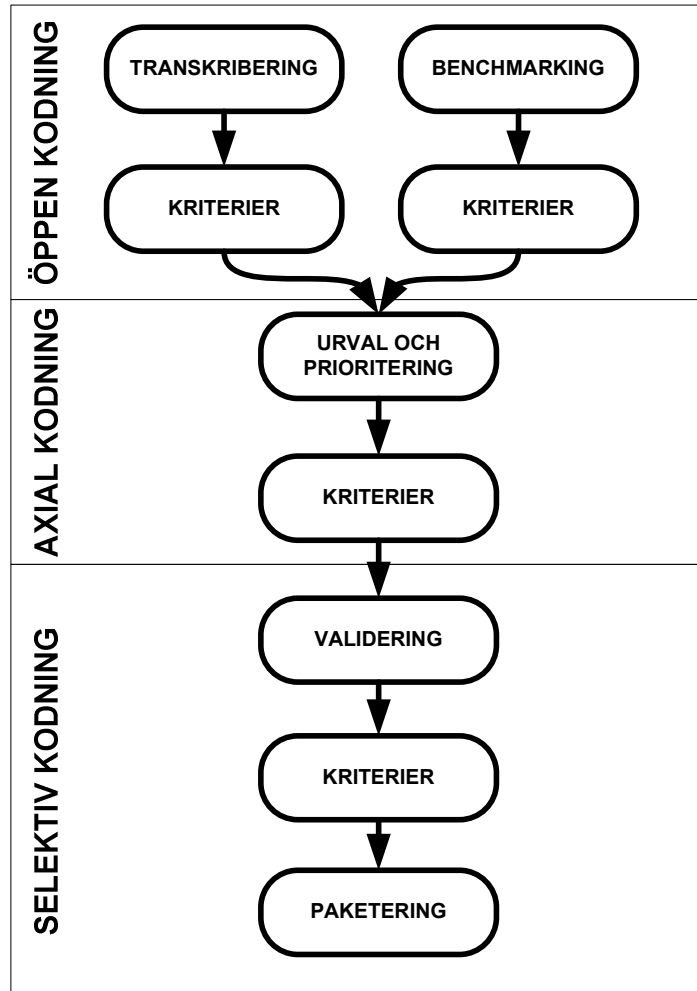 ÖPPEN KODNING
TRANSKRIBERING
BENCHMARKING
KRITERIER
KRITERIER
AXIAL KODNING
URVAL OCH
PRIORITERING
KRITERIER
SELEKTIV KODNING
VALIDERING
KRITERIER
PAKETERING